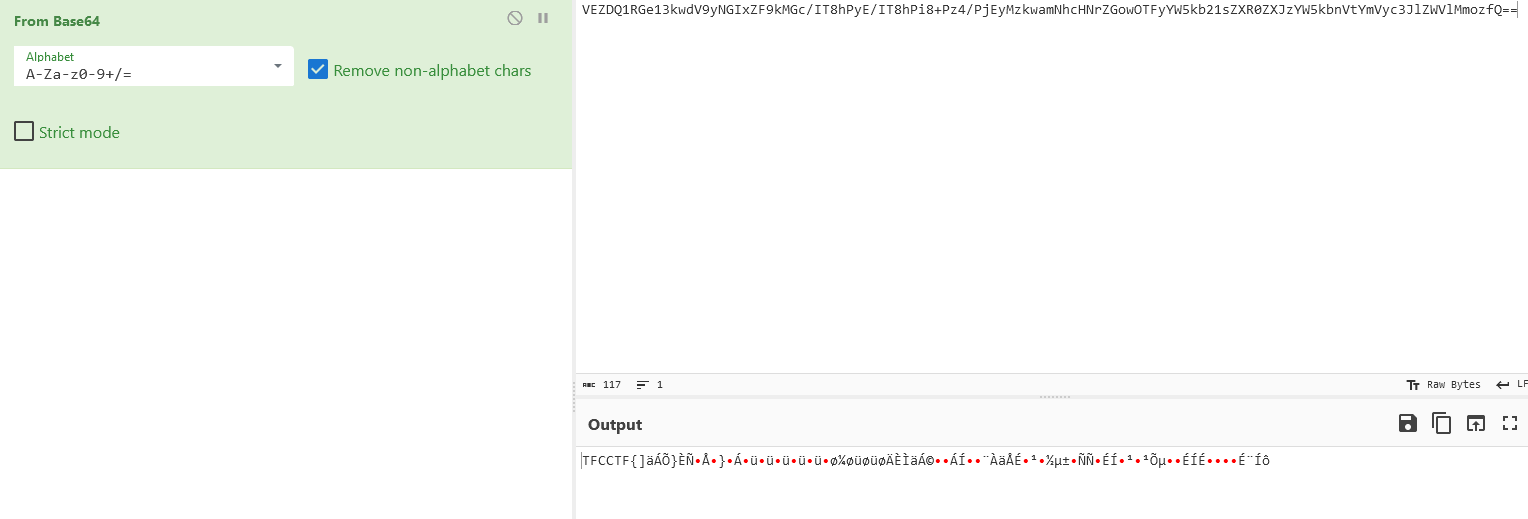 From Base64
VEZDQ1RGe13kwdV9yNGIxZF9kMGc/IT8hPyE/IT8hPi8+Pz4/PjEyMzkwamNhcHNrZGowOTFyYW5kb21sZXR0ZXJzYW5kbnVtYmVyc3JlZWVlMmozfQ==
Alphabet
A-Za-z0-9+/=
Remove non-alphabet chars
Strict mode
ABC 117 1 Raw Bytes LF
Output
TFCCTF{]äÁÕ}ÈÑ•Å•}•Á•ü•ü•ü•ü•ü•ø¼øüøüøÄÈÌäÁ©••ÁÍ••¨ÀäÅÉ•¹•½µ±•ÑÑ•ÉÍ•¹•¹Õµ••ÉÍÉ••••É¨Íô